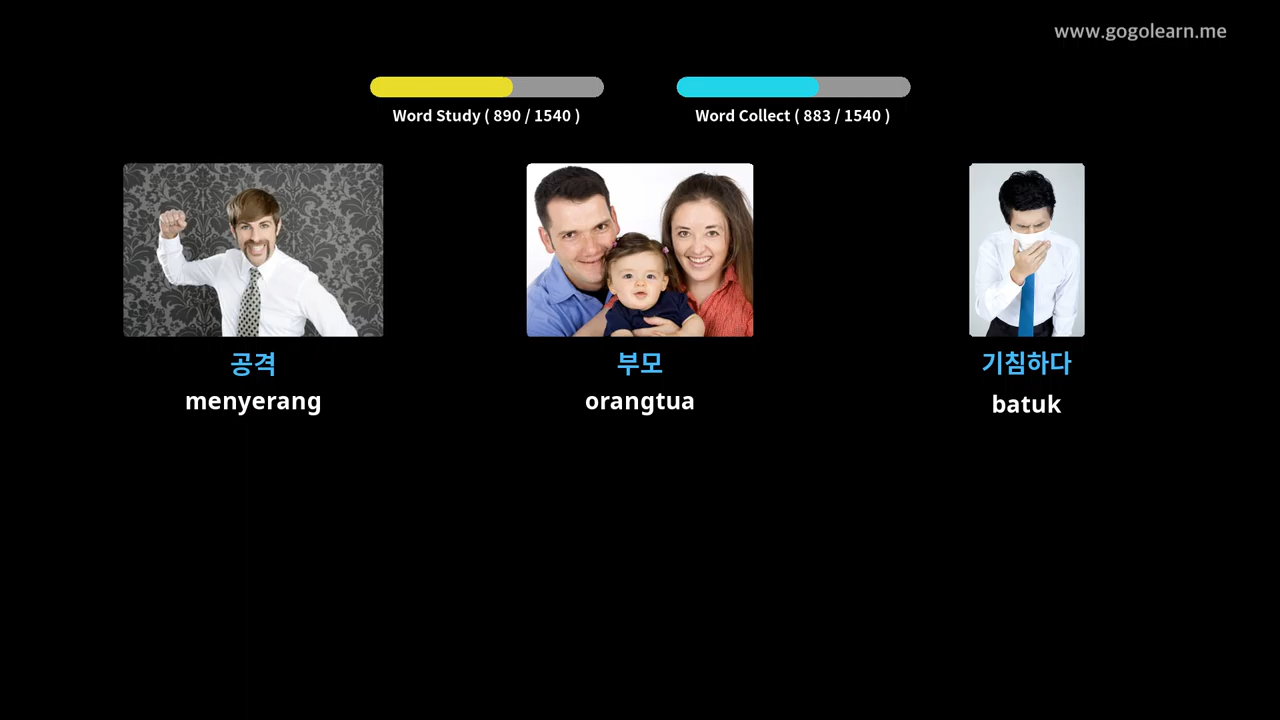 www.gogolearn.me
Word Study ( 890 / 1540 )
Word Collect ( 883 / 1540 )
공격
menyerang
부모
orangtua
기침하다
batuk